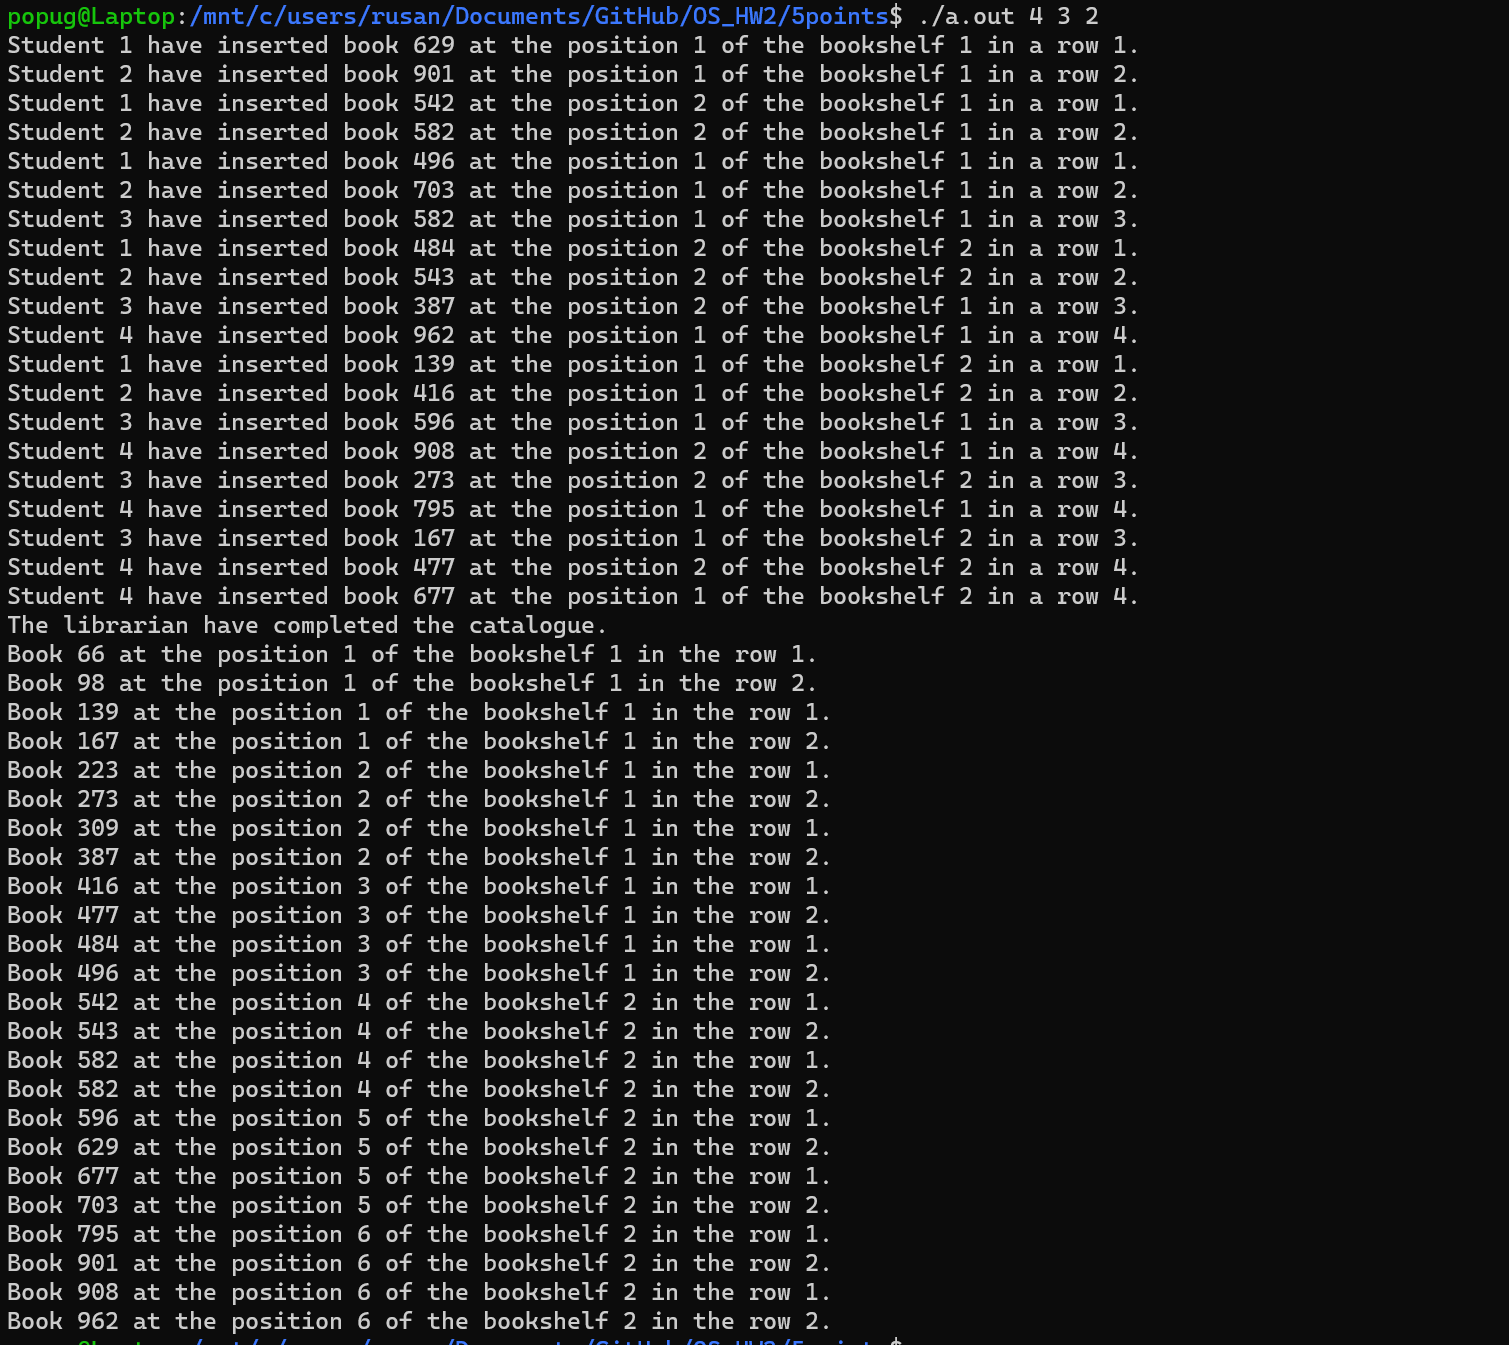 popug@Laptop:/mnt/c/users/rusan/Documents/GitHub/OS_HW2/5points$ ./a.out 4 3 2
Student 1 have inserted book 629 at the position 1 of the bookshelf 1 in a row 1.
Student 2 have inserted book 901 at the position 1 of the bookshelf 1 in a row 2.
Student 1 have inserted book 542 at the position 2 of the bookshelf 1 in a row 1.
Student 2 have inserted book 582 at the position 2 of the bookshelf 1 in a row 2.
Student 1 have inserted book 496 at the position 1 of the bookshelf 1 in a row 1.
Student 2 have inserted book 703 at the position 1 of the bookshelf 1 in a row 2.
Student 3 have inserted book 582 at the position 1 of the bookshelf 1 in a row 3.
Student 1 have inserted book 484 at the position 2 of the bookshelf 2 in a row 1.
Student 2 have inserted book 543 at the position 2 of the bookshelf 2 in a row 2.
Student 3 have inserted book 387 at the position 2 of the bookshelf 1 in a row 3.
Student 4 have inserted book 962 at the position 1 of the bookshelf 1 in a row 4.
Student 1 have inserted book 139 at the position 1 of the bookshelf 2 in a row 1.
Student 2 have inserted book 416 at the position 1 of the bookshelf 2 in a row 2.
Student 3 have inserted book 596 at the position 1 of the bookshelf 1 in a row 3.
Student 4 have inserted book 908 at the position 2 of the bookshelf 1 in a row 4.
Student 3 have inserted book 273 at the position 2 of the bookshelf 2 in a row 3.
Student 4 have inserted book 795 at the position 1 of the bookshelf 1 in a row 4.
Student 3 have inserted book 167 at the position 1 of the bookshelf 2 in a row 3.
Student 4 have inserted book 477 at the position 2 of the bookshelf 2 in a row 4.
Student 4 have inserted book 677 at the position 1 of the bookshelf 2 in a row 4.
The librarian have completed the catalogue.
Book 66 at the position 1 of the bookshelf 1 in the row 1.
Book 98 at the position 1 of the bookshelf 1 in the row 2.
Book 139 at the position 1 of the bookshelf 1 in the row 1.
Book 167 at the position 1 of the bookshelf 1 in the row 2.
Book 223 at the position 2 of the bookshelf 1 in the row 1.
Book 273 at the position 2 of the bookshelf 1 in the row 2.
Book 309 at the position 2 of the bookshelf 1 in the row 1.
Book 387 at the position 2 of the bookshelf 1 in the row 2.
Book 416 at the position 3 of the bookshelf 1 in the row 1.
Book 477 at the position 3 of the bookshelf 1 in the row 2.
Book 484 at the position 3 of the bookshelf 1 in the row 1.
Book 496 at the position 3 of the bookshelf 1 in the row 2.
Book 542 at the position 4 of the bookshelf 2 in the row 1.
Book 543 at the position 4 of the bookshelf 2 in the row 2.
Book 582 at the position 4 of the bookshelf 2 in the row 1.
Book 582 at the position 4 of the bookshelf 2 in the row 2.
Book 596 at the position 5 of the bookshelf 2 in the row 1.
Book 629 at the position 5 of the bookshelf 2 in the row 2.
Book 677 at the position 5 of the bookshelf 2 in the row 1.
Book 703 at the position 5 of the bookshelf 2 in the row 2.
Book 795 at the position 6 of the bookshelf 2 in the row 1.
Book 901 at the position 6 of the bookshelf 2 in the row 2.
Book 908 at the position 6 of the bookshelf 2 in the row 1.
Book 962 at the position 6 of the bookshelf 2 in the row 2.